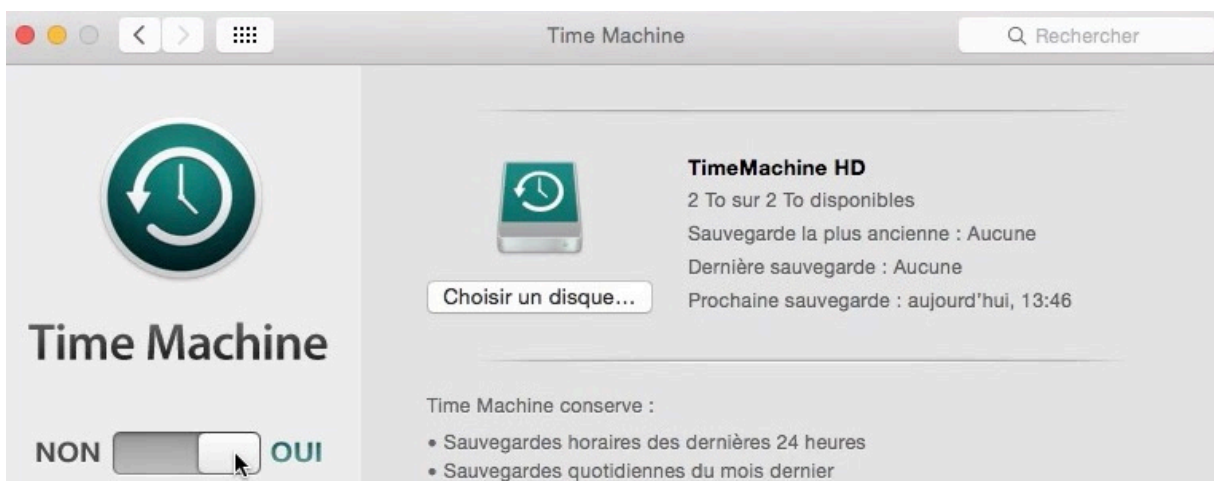 Time Machine
Rechercher
TimeMachine HD
2 To sur 2 To disponibles
Sauvegarde la plus ancienne : Aucune
Dernière sauvegarde : Aucune
Choisir un disque...
Prochaine sauvegarde : aujourd’hui, 13:46
Time Machine
Time Machine conserve :
NON OUI
• Sauvegardes horaires des dernières 24 heures
• Sauvegardes quotidiennes du mois dernier